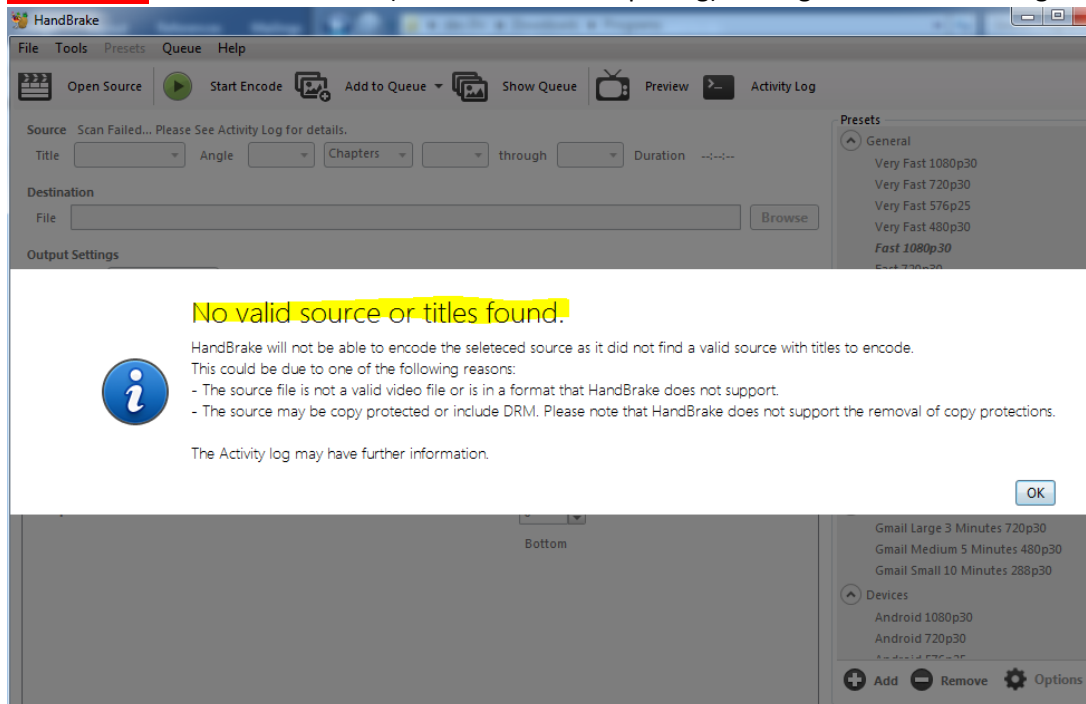 HandBrake
File Tools Presets Queue Help
Open Source Start Encode Add to Queue Show Queue Preview Activity Log
Source Scan Failed... Please See Activity Log for details.
Title Angle Chapters through Duration --:--:--
Destination
File Browse
Output Settings
Presets
General
Very Fast 1080p30
Very Fast 720p30
Very Fast 576p25
Very Fast 480p30
Fast 1080p30
Fast 720p30
No valid source or titles found.
HandBrake will not be able to encode the seleteced source as it did not find a valid source with titles to encode.
This could be due to one of the following reasons:
- The source file is not a valid video file or is in a format that HandBrake does not support.
- The source may be copy protected or include DRM. Please note that HandBrake does not support the removal of copy protections.
The Activity log may have further information.
OK
Bottom
Gmail Large 3 Minutes 720p30
Gmail Medium 5 Minutes 480p30
Gmail Small 10 Minutes 288p30
Devices
Android 1080p30
Android 720p30
Add Remove Options